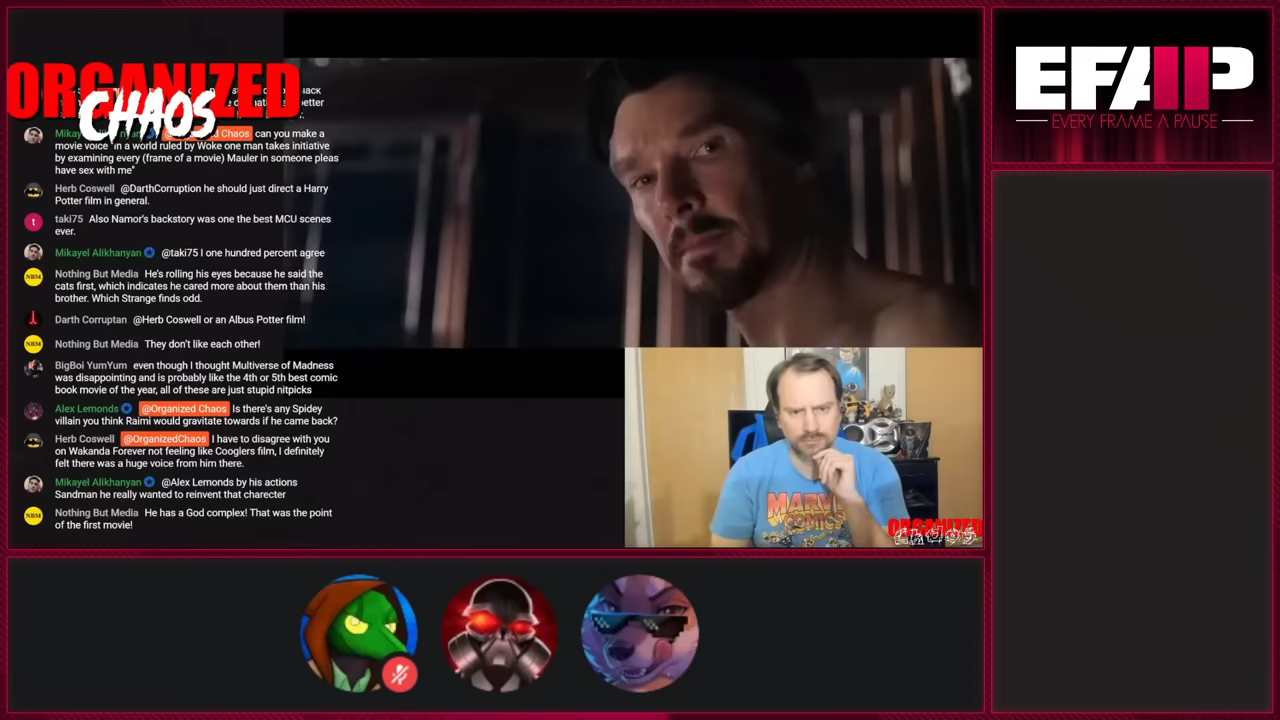 ORGANIZED
CHAOS
better
Chaos can you make a
movie voice "in a world ruled by Woke one man takes initiative
by examining every (frame of a movie) Mauler in someone pleas
have sex with me"
Herb Coswell @DarthCorruption he should just direct a Harry
Potter film in general.
taki75 Also Namor's backstory was one the best MCU scenes
ever.
Mikayel Alikhanyan @taki75 I one hundred percent agree
Nothing But Media He's rolling his eyes because he said the
cats first, which indicates he cared more about them than his
brother. Which Strange finds odd.
Darth Corruptan @Herb Coswell or an Albus Potter film!
Nothing But Media They don't like each other!
BigBoi YumYum even though I thought Multiverse of Madness
was disappointing and is probably like the 4th or 5th best comic
book movie of the year, all of these are just stupid nitpicks
Alex Lemonds @Organized Chaos Is there's any Spidey
villain you think Raimi would gravitate towards if he came back?
Herb Coswell @OrganizedChaos I have to disagree with you
on Wakanda Forever not feeling like Cooglers film, I definitely
felt there was a huge voice from him there.
Mikayel Alikhanyan @Alex Lemonds by his actions
Sandman he really wanted to reinvent that charecter
Nothing But Media He has a God complex! That was the point
of the first movie!
t
NBM
NBM
NBM
MARVEL
COMICS
ORGANIZED
CHAOS
EFAP
EVERY FRAME A PAUSE